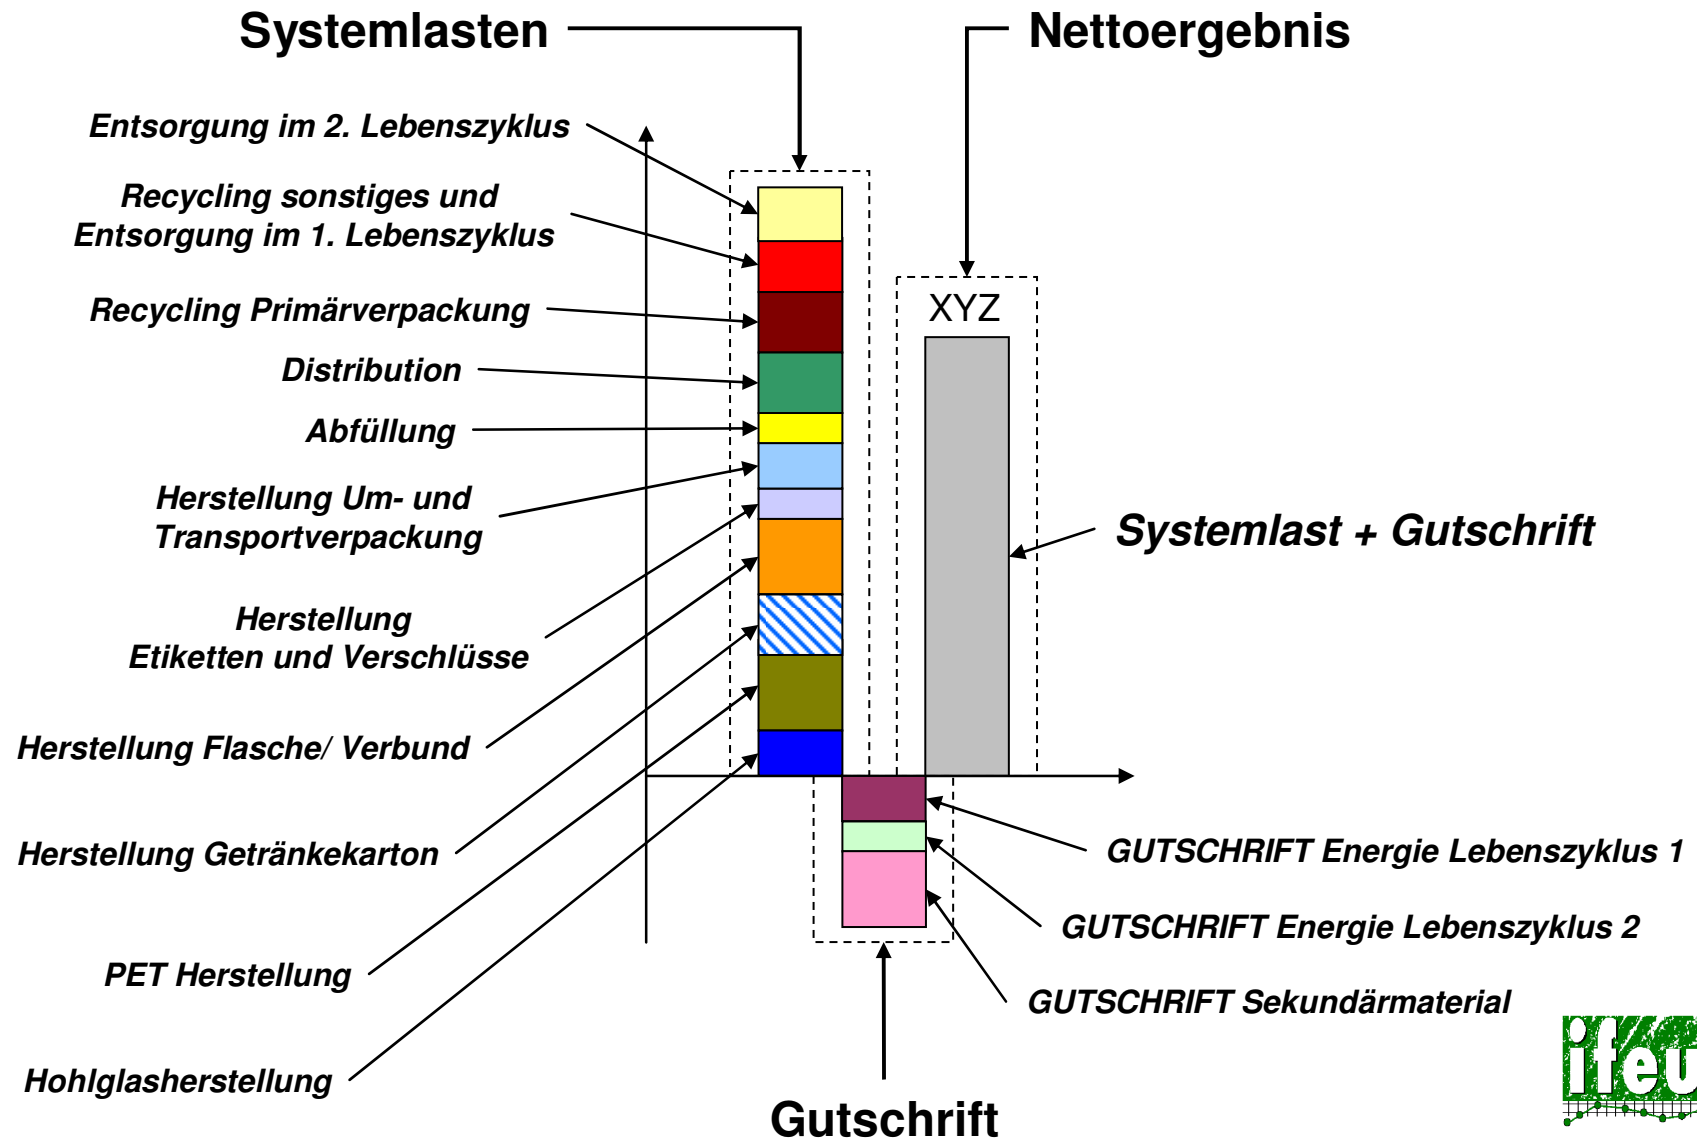 Systemlasten
Nettoergebnis
Entsorgung im 2. Lebenszyklus
Recycling sonstiges und
Entsorgung im 1. Lebenszyklus
Recycling Primärverpackung
XYZ
Distribution
Abfüllung
Herstellung Um- und
Transportverpackung
Systemlast + Gutschrift
Herstellung
Etiketten und Verschlüsse
Herstellung Flasche/ Verbund
Herstellung Getränkekarton
GUTSCHRIFT Energie Lebenszyklus 1
GUTSCHRIFT Energie Lebenszyklus 2
PET Herstellung
GUTSCHRIFT Sekundärmaterial
Hohlglasherstellung
Gutschrift
ifeu